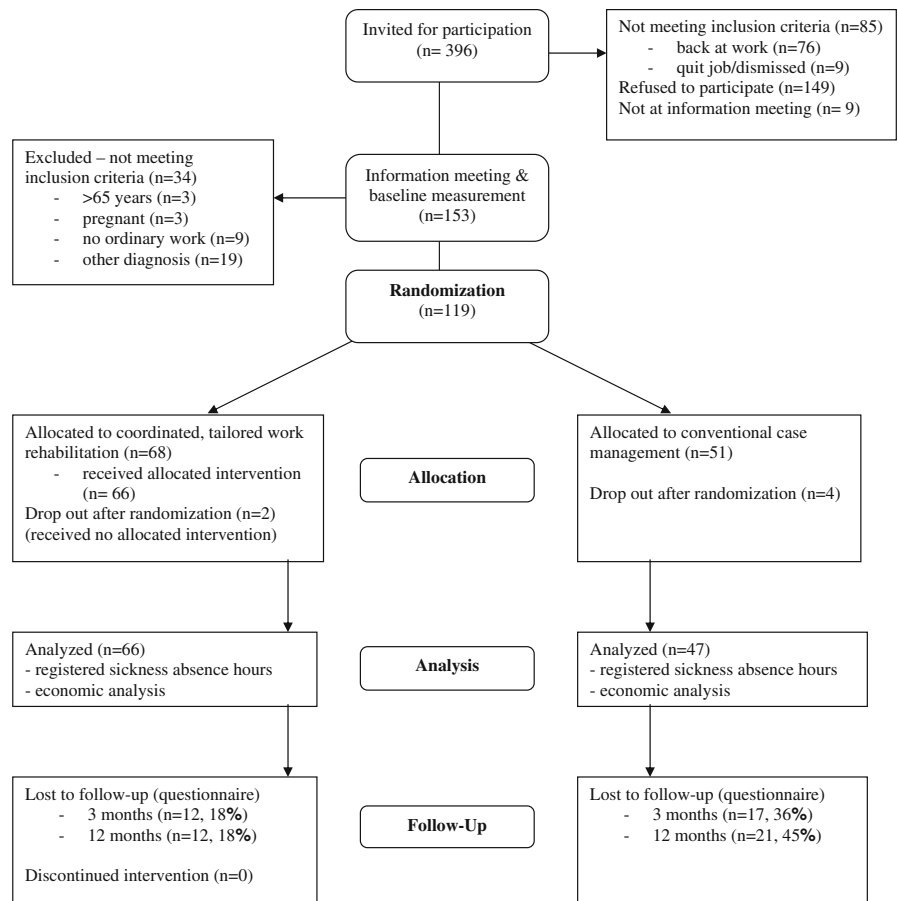 Invited for participation
(n= 396)
Not meeting inclusion criteria (n=85)
- back at work (n=76)
- quit job/dismissed (n=9)
Refused to participate (n=149)
Not at information meeting (n= 9)
Excluded – not meeting
inclusion criteria (n=34)
- >65 years (n=3)
- pregnant (n=3)
- no ordinary work (n=9)
- other diagnosis (n=19)
Information meeting &
baseline measurement
(n=153)
Randomization
(n=119)
Allocated to coordinated, tailored work
rehabilitation (n=68)
- received allocated intervention
(n= 66)
Drop out after randomization (n=2)
(received no allocated intervention)
Allocation
Allocated to conventional case
management (n=51)
Drop out after randomization (n=4)
Analyzed (n=66)
- registered sickness absence hours
- economic analysis
Analysis
Analyzed (n=47)
- registered sickness absence hours
- economic analysis
Lost to follow-up (questionnaire)
- 3 months (n=12, 18%)
- 12 months (n=12, 18%)
Discontinued intervention (n=0)
Follow-Up
Lost to follow-up (questionnaire)
- 3 months (n=17, 36%)
- 12 months (n=21, 45%)